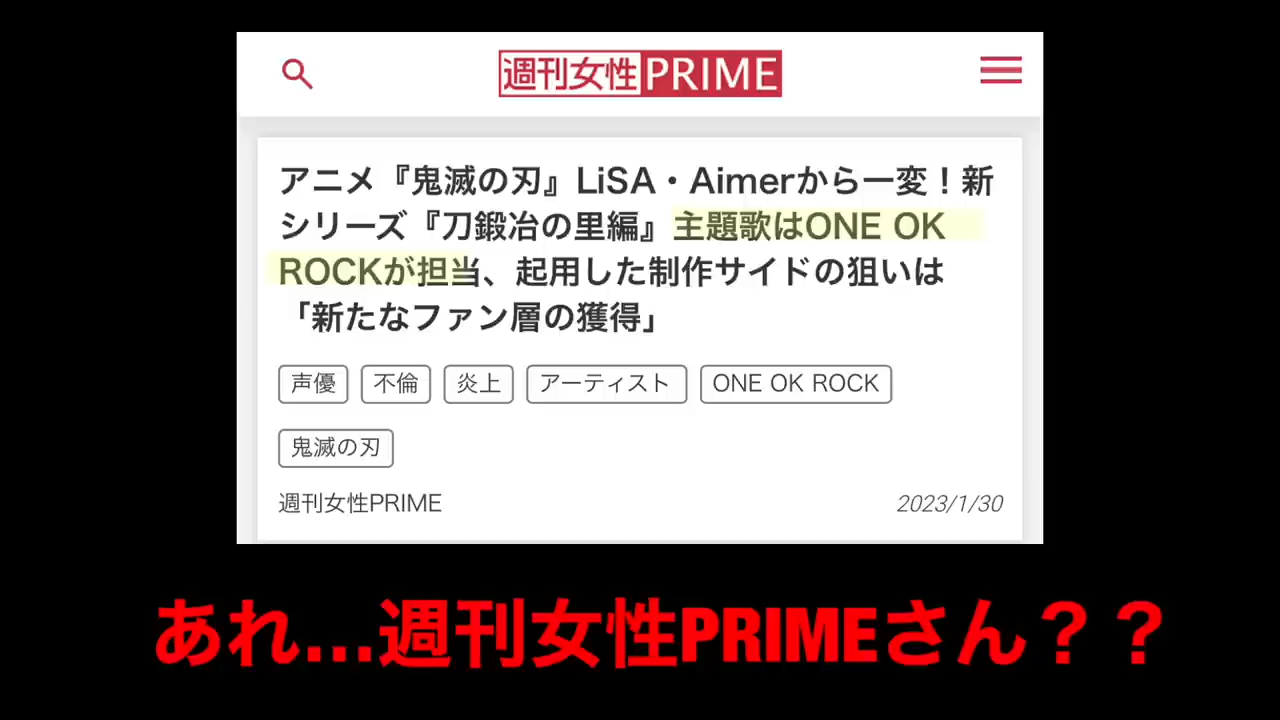 週刊女性PRIME
アニメ『鬼滅の刃』LiSA・Aimerから一変！新
シリーズ『刀鍛冶の里編』主題歌はONE OK
ROCKが担当、起用した制作サイドの狙いは
「新たなファン層の獲得」
声優 不倫 炎上 アーティスト ONE OK ROCK
鬼滅の刃
週刊女性PRIME 2023/1/30
あれ...週刊女性PRIMEさん？？